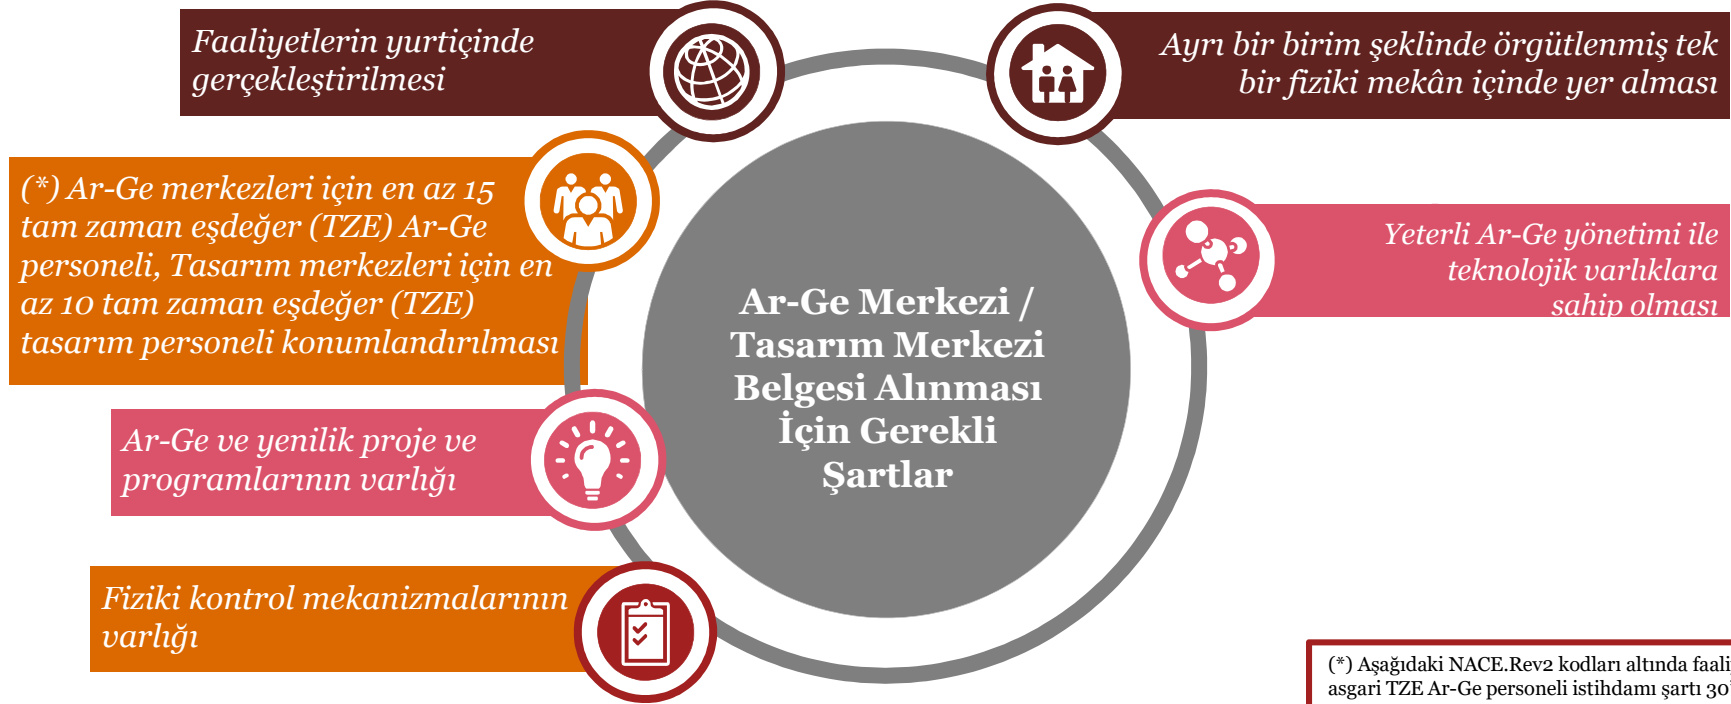 Faaliyetlerin yurtiçinde
gerçekleştirilmesi
Ayrı bir birim şeklinde örgütlenmiş tek
bir fiziki mekân içinde yer alması
(*) Ar-Ge merkezleri için en az 15
tam zaman eşdeğer (TZE) Ar-Ge
personeli, Tasarım merkezleri için en
az 10 tam zaman eşdeğer (TZE)
tasarım personeli konumlandırılması
Yeterli Ar-Ge yönetimi ile
teknolojik varlıklara
sahip olması
Ar-Ge Merkezi /
Tasarım Merkezi
Belgesi Alınması
İçin Gerekli
Şartlar
Ar-Ge ve yenilik proje ve
programlarının varlığı
Fiziki kontrol mekanizmalarının
varlığı
(*) Aşağıdaki NACE.Rev2 kodları altında
asgari TZE Ar-Ge personeli istihdamı şartı